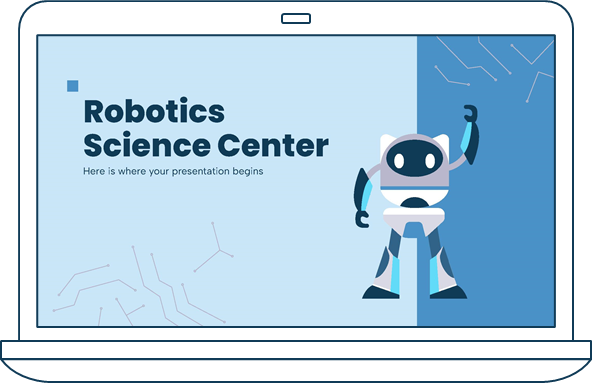 Robotics
Science Center
Here is where your presentation begins